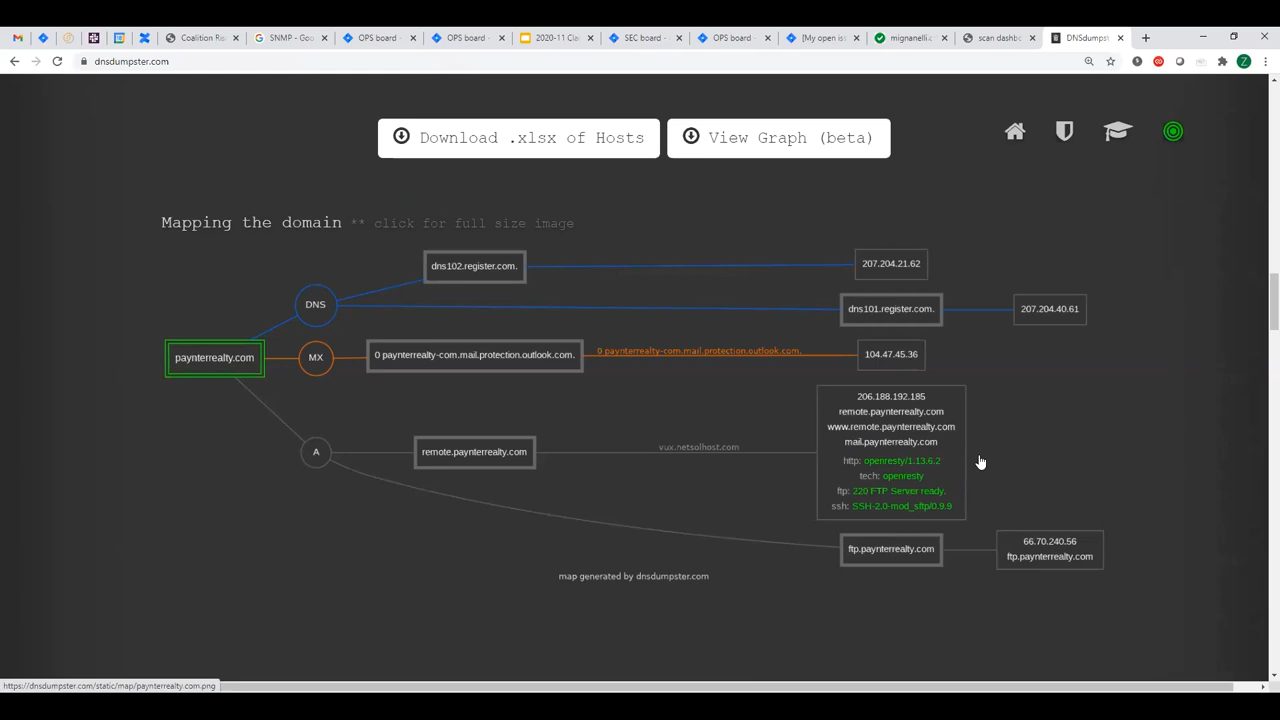 Coalition Re
SNMP - Goo
OPS board -
OPS board -
2020-11 Cla
SEC board -
OPS board -
[My open is
mignanelli.c
scan dashbo
DNSdumpst
dnsdumpster.com
Z
Download .xlsx of Hosts
View Graph (beta)
Mapping the domain ** click for full size image
dns102.register.com.
207.204.21.62
DNS
dns101.register.com.
207.204.40.61
paynterrealty.com
MX
0 paynterrealty-com.mail.protection.outlook.com.
0 paynterrealty-com.mail.protection.outlook.com.
104.47.45.36
206.188.192.185
remote.paynterrealty.com
www.remote.paynterrealty.com
mail.paynterrealty.com
http: openresty/1.13.6.2
tech: openresty
ftp: 220 FTP Server ready.
ssh: SSH-2.0-mod_sftp/0.9.9
A
remote.paynterrealty.com
vux.netsolhost.com
ftp.paynterrealty.com
66.70.240.56
ftp.paynterrealty.com
map generated by dnsdumpster.com
https://dnsdumpster.com/static/map/paynterrealty.com.png